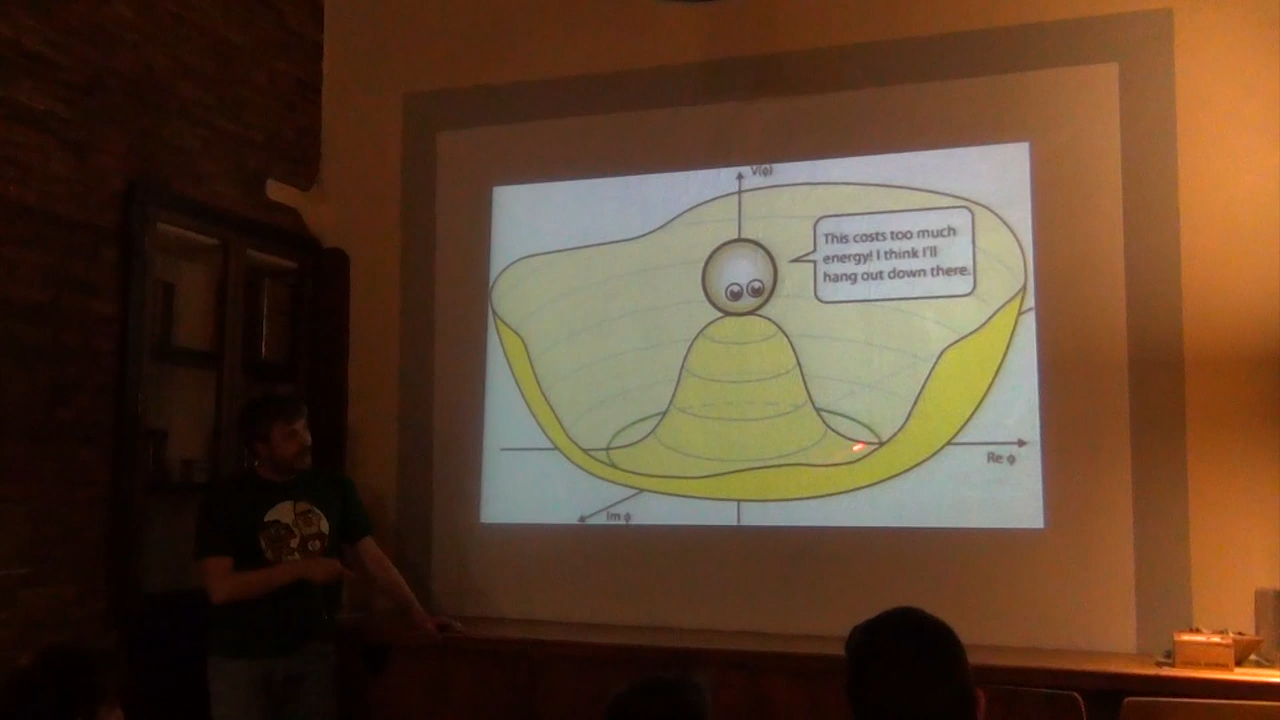 V(φ)
This costs too much
energy! I think I'll
hang out down there.
Re φ
Im φ